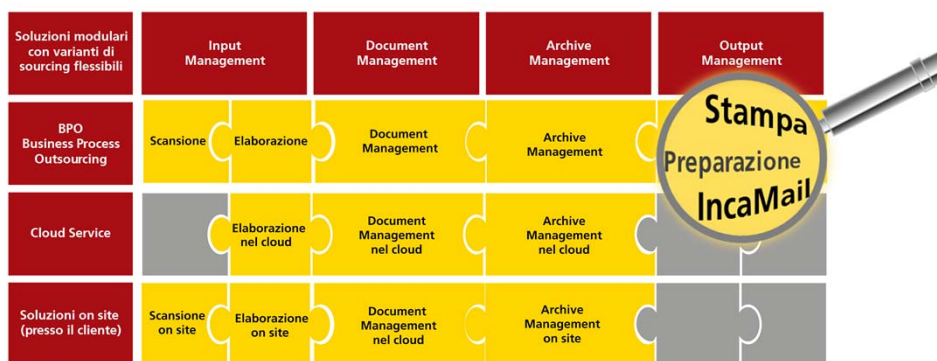 Soluzioni modulari
con varianti di
sourcing flessibili
Input
Management
Document
Management
Archive
Management
Output
Management
BPO
Business Process
Outsourcing
Scansione
Elaborazione
Document
Management
Archive
Management
Stampa
Preparazione
IncaMail
Cloud Service
Elaborazione
nel cloud
Document
Management
nel cloud
Archive
Management
nel cloud
Soluzioni on site
(presso il cliente)
Scansione
on site
Elaborazione
on site
Document
Management
nel cloud
Archive
Management
on site